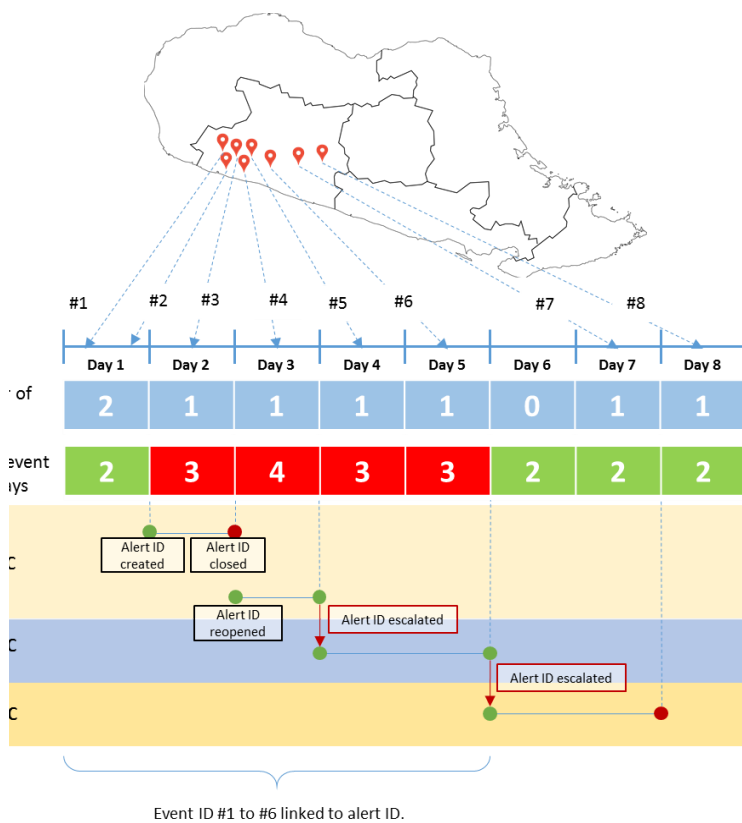 #1
#2
#3
#4
#5
#6
#7
#8
Day 1 Day 2 Day 3 Day 4 Day 5 Day 6 Day 7 Day 8
of
2 1 1 1 1 0 1 1
event
2 3 4 3 3 2 2 2
Alert ID
created
Alert ID
closed
C
Alert ID
reopened
Alert ID escalated
C
Alert ID escalated
C
Event ID #1 to #6 linked to alert ID.